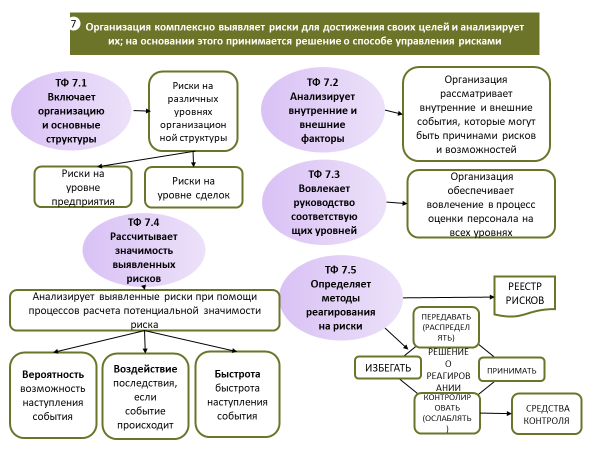 7
Организация комплексно выявляет риски для достижения своих целей и анализирует
их; на основании этого принимается решение о способе управления рисками
ТФ 7.1
Включает
организацию
и основные
структуры
Риски на
различных
уровнях
организацион
ной структуры
Риски на
уровне
предприятия
Риски на
уровне сделок
ТФ 7.2
Анализирует
внутренние и
внешние
факторы
Организация
рассматривает
внутренние и внешние
события, которые могут
быть причинами рисков
и возможностей
ТФ 7.3
Вовлекает
руководство
соответствую
щих уровней
Организация
обеспечивает
вовлечение в процесс
оценки персонала на
всех уровнях
ТФ 7.4
Рассчитывает
значимость
выявленных
рисков
Анализирует выявленные риски при помощи
процессов расчета потенциальной значимости
риска
Вероятность
возможность
наступления
события
Воздействие
последствия,
если
событие
происходит
Быстрота
быстрота
наступления
события
ТФ 7.5
Определяет
методы
реагирования
на риски
РЕЕСТР
РИСКОВ
ПЕРЕДАВАТЬ
(РАСПРЕДЕЛ
ЯТЬ)
ИЗБЕГАТЬ
РЕШЕНИЕ
О
РЕАГИРОВ
АНИИ
ПРИНИМАТЬ
КОНТРОЛИР
ОВАТЬ
(ОСЛАБЛЯТЬ
)
СРЕДСТВА
КОНТРОЛЯ